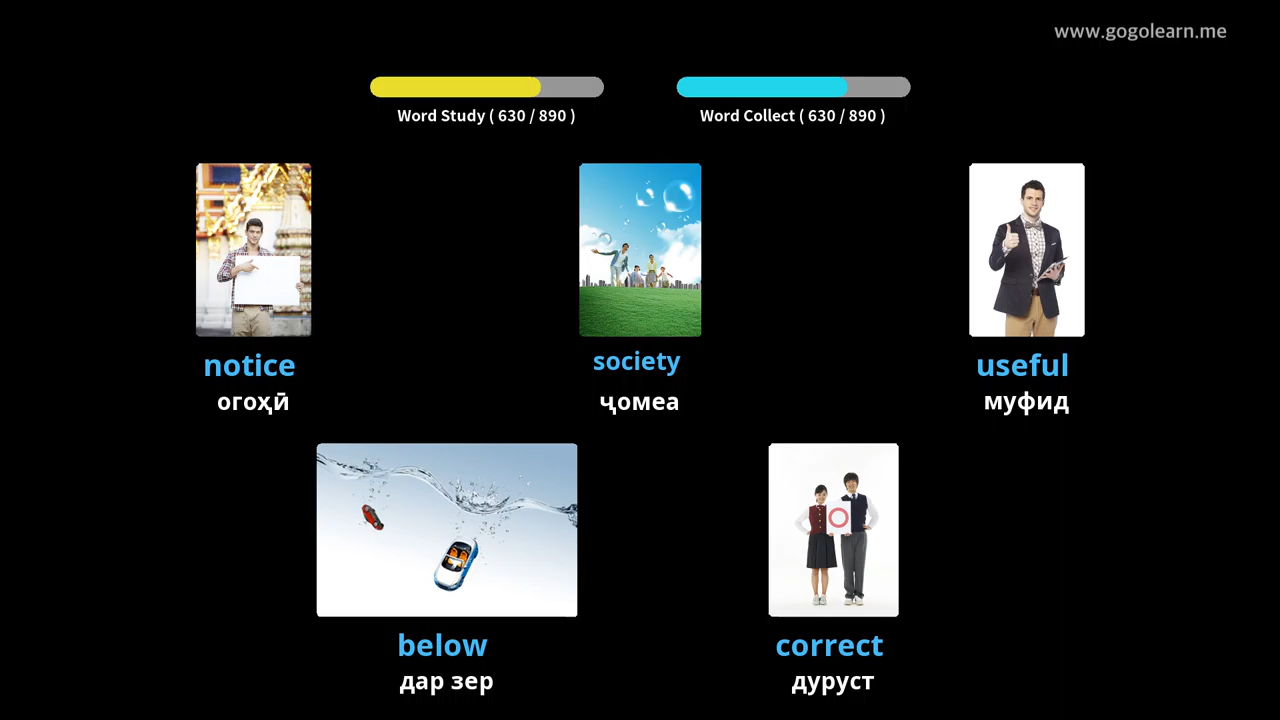 www.gogolearn.me
Word Study ( 630 / 890 )
Word Collect ( 630 / 890 )
notice
огоҳӣ
society
ҷомеа
useful
муфид
below
дар зер
correct
дуруст